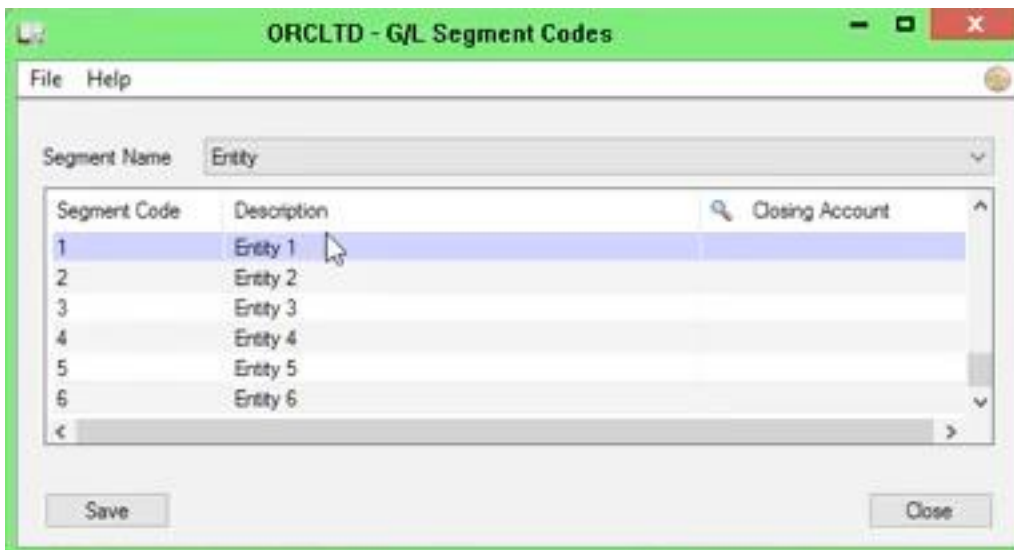 ORCLTD - G/L Segment Codes
File Help
Segment Name Entity
Segment Code Description Closing Account
1 Entity 1
2 Entity 2
3 Entity 3
4 Entity 4
5 Entity 5
6 Entity 6
Save Close